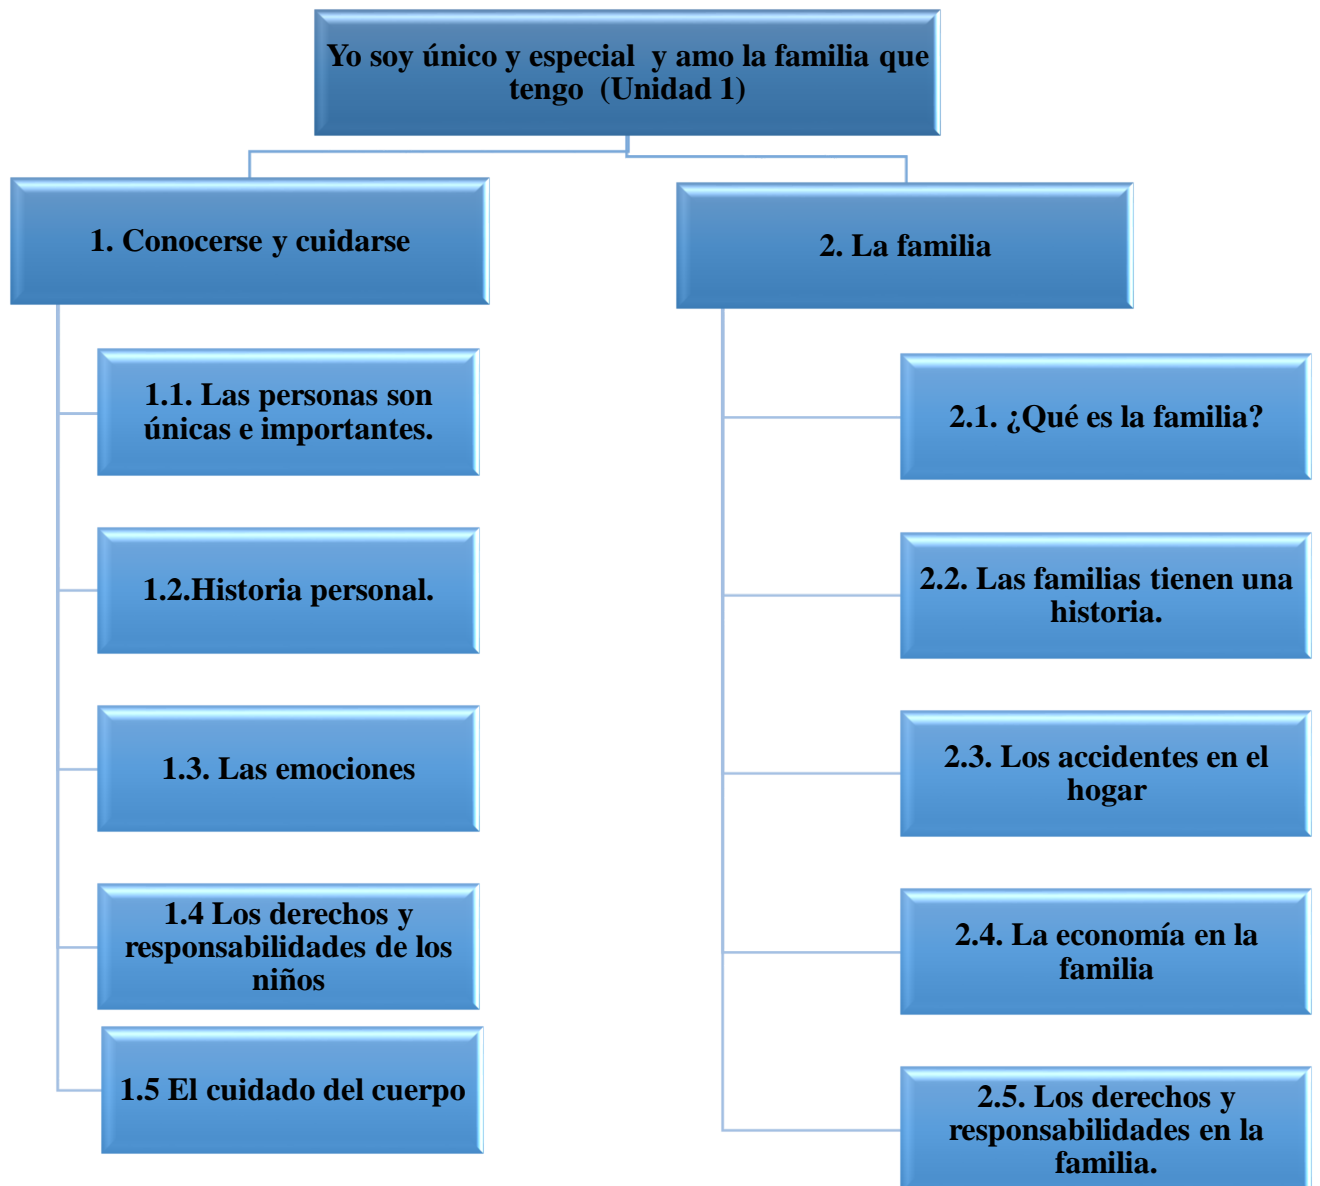 Yo soy único y especial y amo la familia que
tengo (Unidad 1)
1. Conocerse y cuidarse
1.1. Las personas son
únicas e importantes.
1.2.Historia personal.
1.3. Las emociones
1.4 Los derechos y
responsabilidades de los
niños
1.5 El cuidado del cuerpo
2. La familia
2.1. ¿Qué es la familia?
2.2. Las familias tienen una
historia.
2.3. Los accidentes en el
hogar
2.4. La economía en la
familia
2.5. Los derechos y
responsabilidades en la
familia.